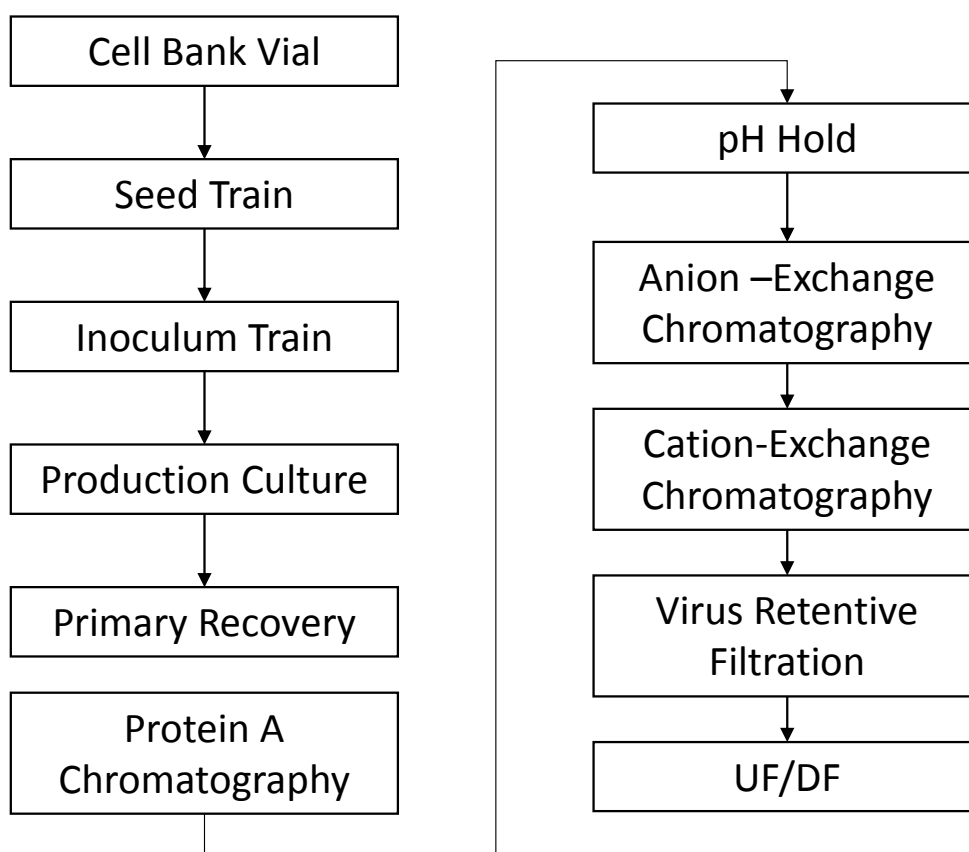 Cell Bank Vial
Seed Train
Inoculum Train
Production Culture
Primary Recovery
Protein A
Chromatography
pH Hold
Anion –Exchange
Chromatography
Cation-Exchange
Chromatography
Virus Retentive
Filtration
UF/DF